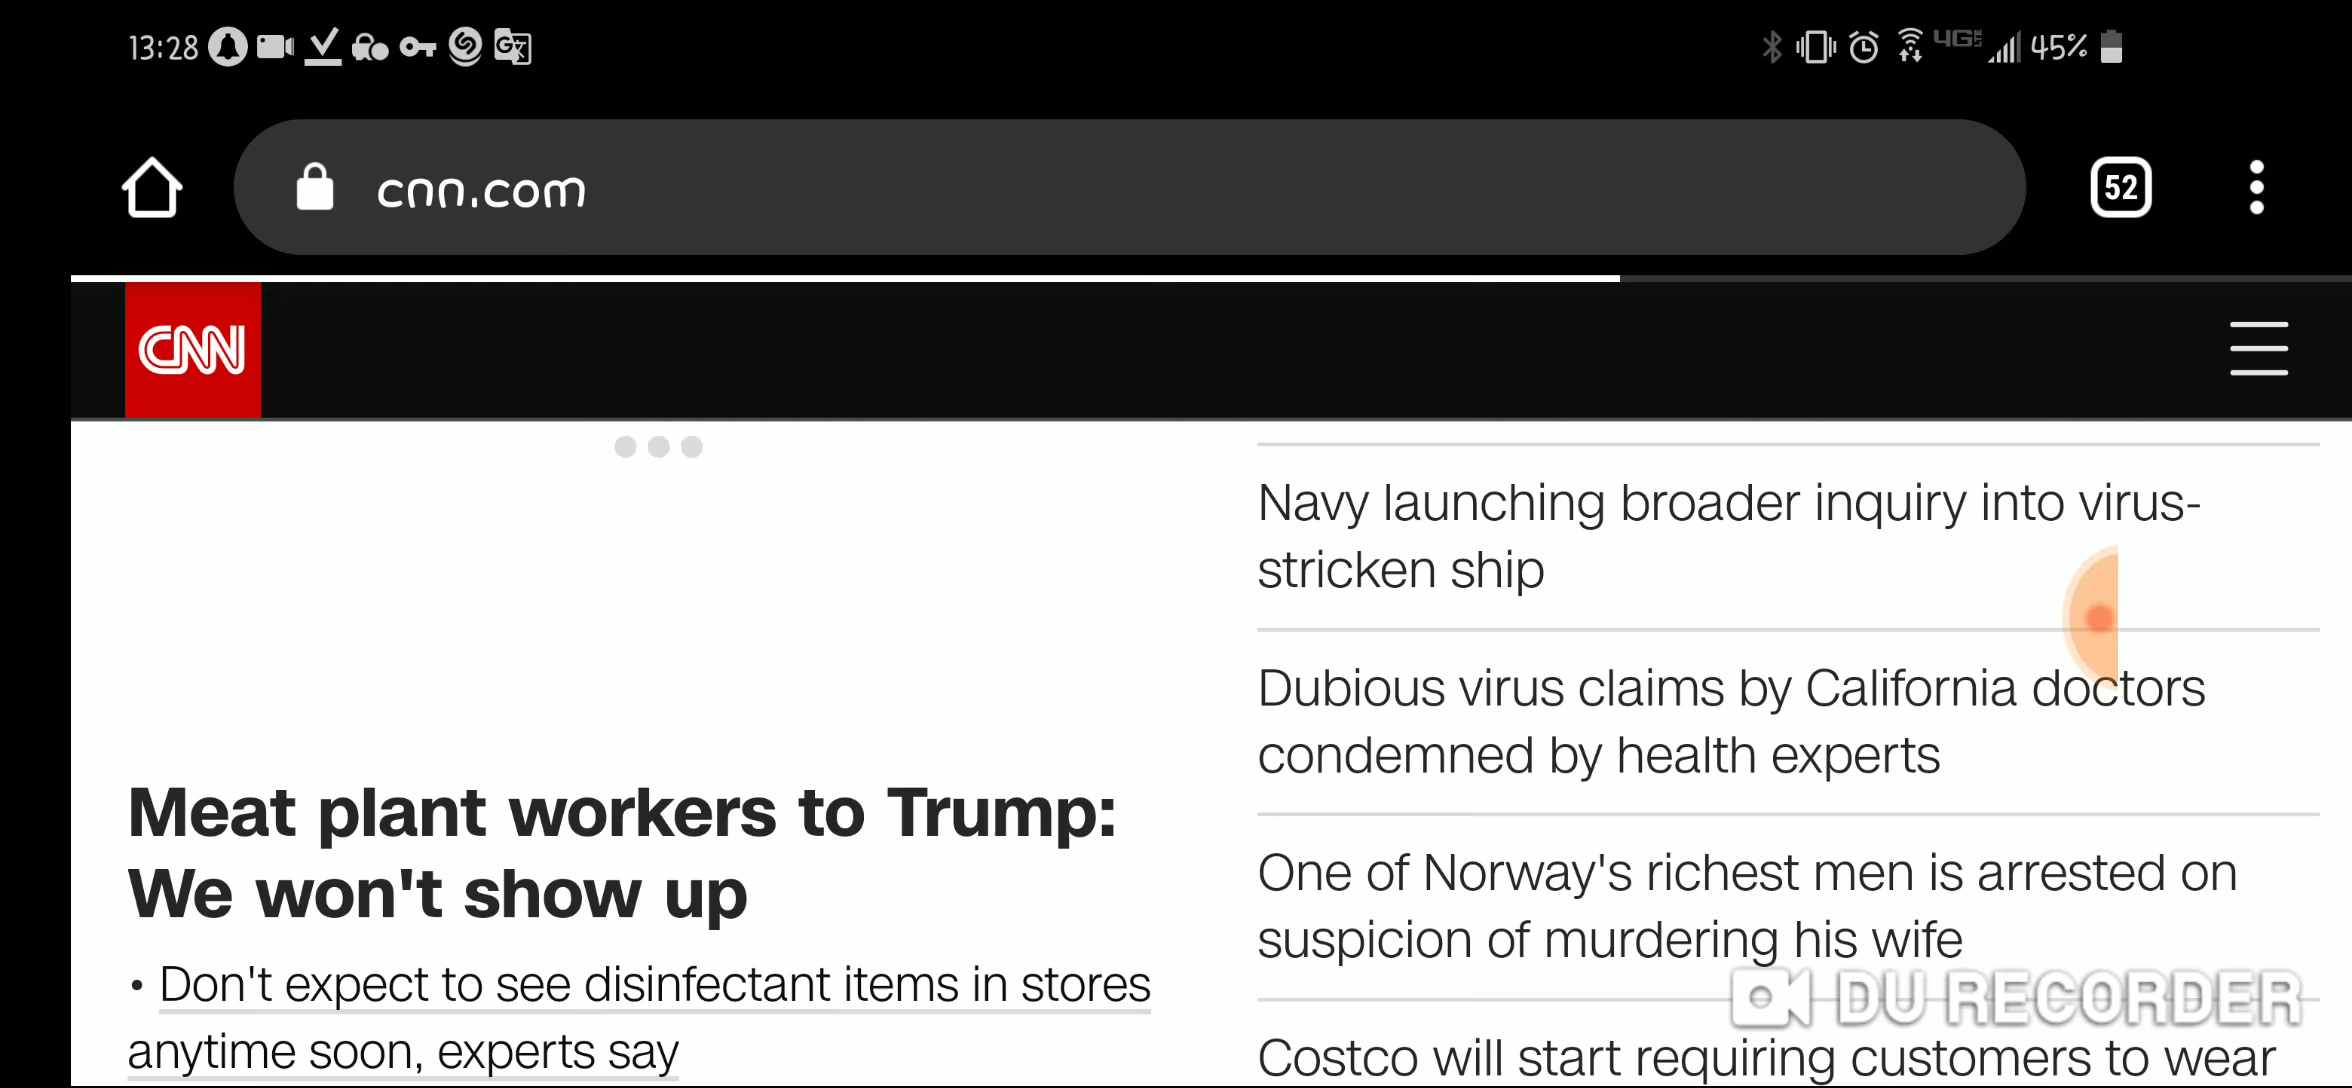 13:28
4G LTE 45%
cnn.com
52
CNN
Meat plant workers to Trump:
We won't show up
• Don't expect to see disinfectant items in stores
anytime soon, experts say
Navy launching broader inquiry into virus-
stricken ship
Dubious virus claims by California doctors
condemned by health experts
One of Norway's richest men is arrested on
suspicion of murdering his wife
Costco will start requiring customers to wear
DU RECORDER